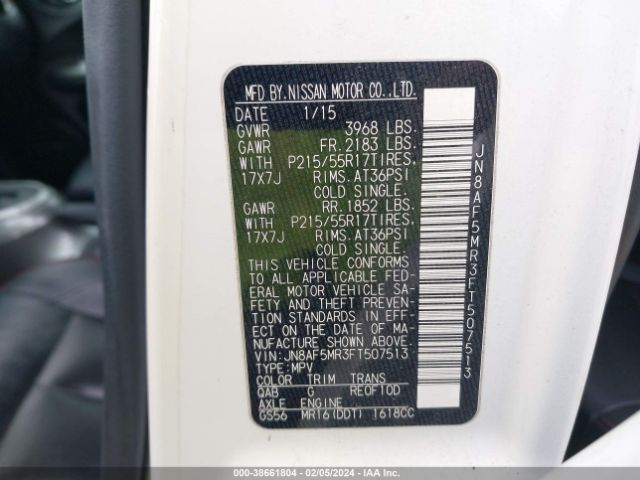 MFD BY.NISSAN MOTOR CO.,LTD.
DATE 1/15
GVWR 3968 LBS.
GAWR FR.2183 LBS.
WITH P215/55R17TIRES,
17X7J RIMS.AT36PSI
COLD SINGLE.
GAWR RR.1852 LBS.
WITH P215/55R17TIRES,
17X7J RIMS.AT36PSI
COLD SINGLE.
THIS VEHICLE CONFORMS
TO ALL APPLICABLE FED-
ERAL MOTOR VEHICLE SA-
FETY AND THEFT PREVEN-
TION STANDARDS IN EFF-
ECT ON THE DATE OF MA-
NUFACTURE SHOWN ABOVE.
VIN:JN8AF5MR3FT507513
TYPE:MPV
COLOR TRIM TRANS
QAB G RE0F10D
AXLE ENGINE
GS56 MR16(DDT) 1618CC
JN8AF5MR3FT507513
000-38661804 | 02/05/2024 | IAA Inc.